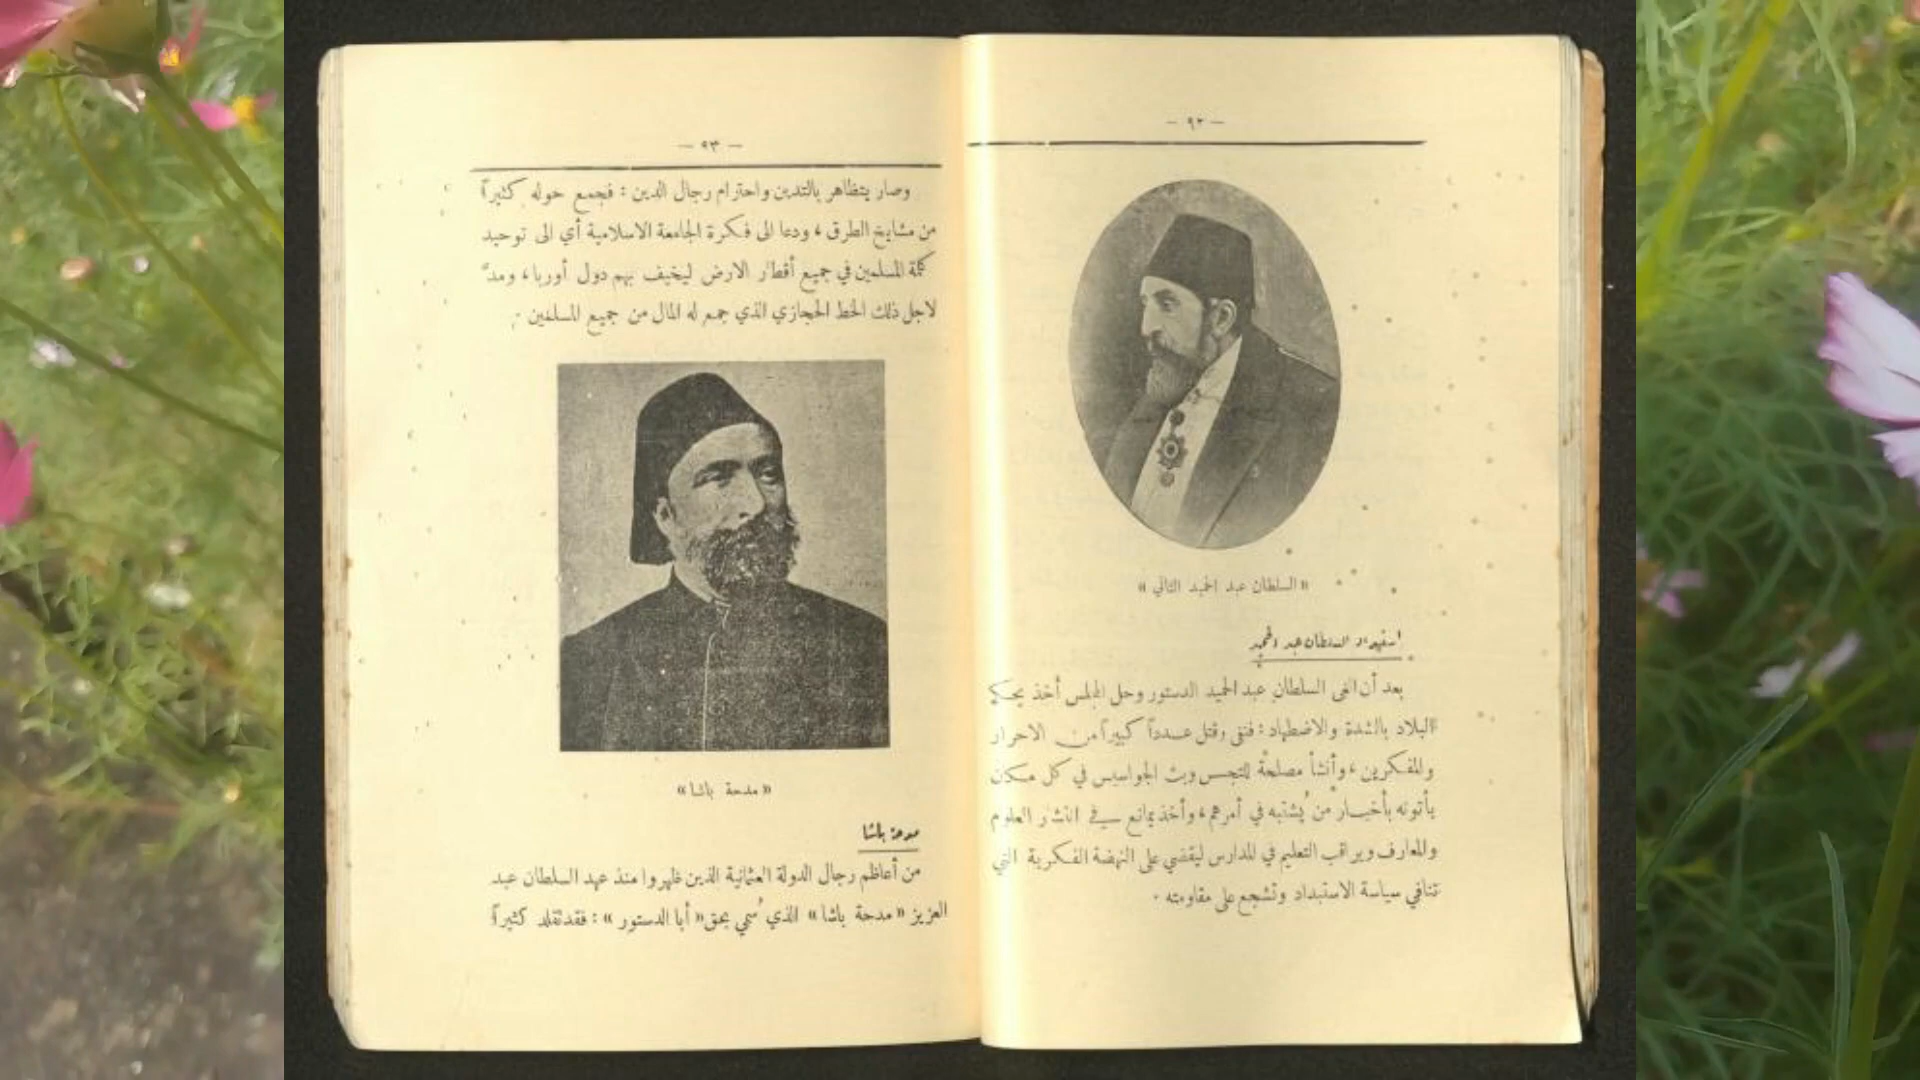 — ٩٢ —
«السلطان عبد الحميد الثاني»
استبداد السلطان عبد الحميد
بعد أن الغى السلطان عبد الحميد الدستور وحل المجلس أخذ يحكم
البلاد بالشدة والاضطهاد : فنفى وقتل عـدداً كبيراً من الاحرار
والمفكرين ، وأنشأ مصلحة للتجسس وبث الجواسيس في كل مكان
يأتونه بأخبـار من يُشتبه في أمرهم ، وأخذ يمانع في انتشار العلوم
والمعارف ويراقب التعليم في المدارس ليقضي على النهضة الفكرية التي
تنافي سياسة الاستبداد وتشجع على مقاومته .
— ٩٣ —
وصار يتظاهر بالتدين واحترام رجال الدين : فجمع حوله كثيراً
من مشايخ الطرق ، ودعا الى فكرة الجامعة الاسلامية أي الى توحيد
كلمة المسلمين في جميع أقطار الارض ليخيف بهم دول أوربا ، ومدّ
لاجل ذلك الخط الحجازي الذي جمع له المال من جميع المسلمين .
«مدحة باشا»
مدحة باشا
من أعاظم رجال الدولة العثمانية الذين ظهروا منذ عهد السلطان عبد
العزيز «مدحة باشا» الذي سُمي بحق «أبا الدستور» : فقد تقلد كثيراً